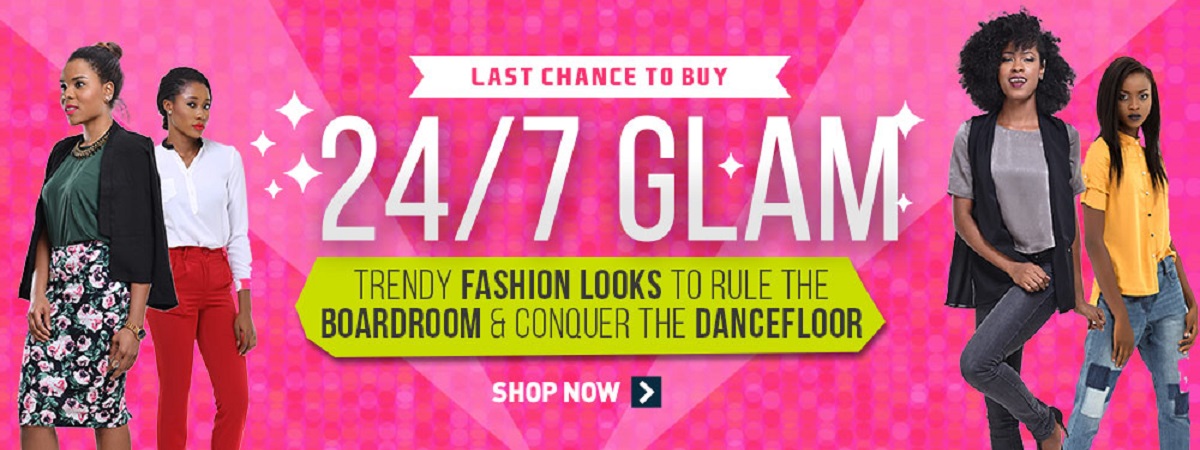 LAST CHANCE TO BUY
24/7 GLAM
TRENDY FASHION LOOKS TO RULE THE
BOARDROOM & CONQUER THE DANCEFLOOR
SHOP NOW